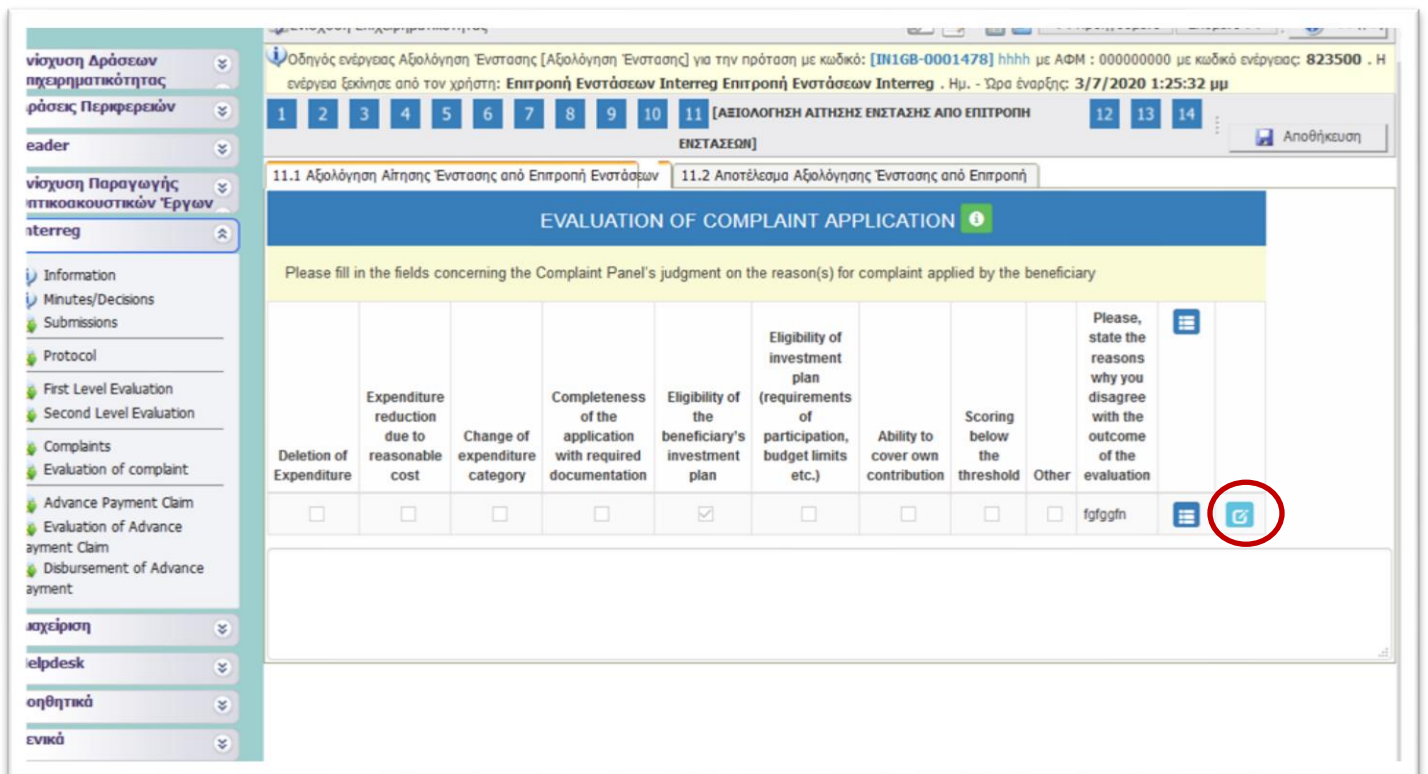 νίσχυση Δράσεων
πιχειρηματικότητας
ράσεις Περιφερειών
eader
νίσχυση Παραγωγής
πτικοακουστικών Έργων
nterreg
Information
Minutes/Decisions
Submissions
Protocol
First Level Evaluation
Second Level Evaluation
Complaints
Evaluation of complaint
Advance Payment Claim
Evaluation of Advance
ayment Claim
Disbursement of Advance
ayment
ιαχείριση
elpdesk
οηθητικά
ενικά
Οδηγός ενέργειας Αξιολόγηση Ένστασης [Αξιολόγηση Ένστασης] για την πρόταση με κωδικό: [IN1GB-0001478] hhhh με ΑΦΜ : 000000000 με κωδικό ενέργειας: 823500 . Η
ενέργεια ξεκίνησε από τον χρήστη: Επιτροπή Ενστάσεων Interreg Επιτροπή Ενστάσεων Interreg . Ημ. - Ώρα έναρξης: 3/7/2020 1:25:32 μμ
1 2 3 4 5 6 7 8 9 10 11 [ΑΞΙΟΛΟΓΗΣΗ ΑΙΤΗΣΗΣ ΕΝΣΤΑΣΗΣ ΑΠΟ ΕΠΙΤΡΟΠΗ 12 13 14
ΕΝΣΤΑΣΕΩΝ]
Αποθήκευση
11.1 Αξιολόγηση Αίτησης Ένστασης από Επιτροπή Ενστάσεων 11.2 Αποτέλεσμα Αξιολόγησης Ένστασης από Επιτροπή
EVALUATION OF COMPLAINT APPLICATION
Please fill in the fields concerning the Complaint Panel's judgment on the reason(s) for complaint applied by the beneficiary
Deletion of
Expenditure
Expenditure
reduction
due to
reasonable
cost
Change of
expenditure
category
Completeness
of the
application
with required
documentation
Eligibility of
the
beneficiary's
investment
plan
Eligibility of
investment
plan
(requirements
of
participation,
budget limits
etc.)
Ability to
cover own
contribution
Scoring
below
the
threshold
Other
Please,
state the
reasons
why you
disagree
with the
outcome
of the
evaluation
fgfggfn